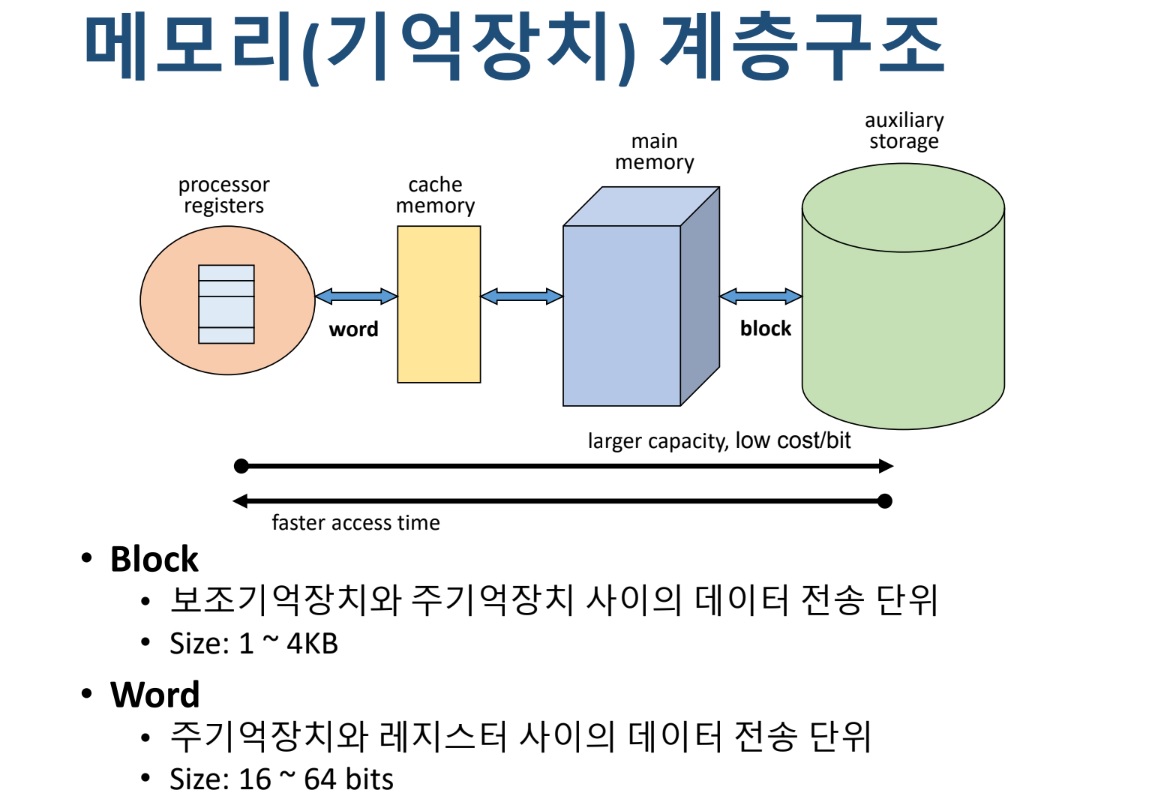 메모리(기억장치) 계층구조
auxiliary
storage
main
memory
processor
registers
cache
memory
word
block
larger capacity, low cost/bit
faster access time
• Block
• 보조기억장치와 주기억장치 사이의 데이터 전송 단위
• Size: 1 ~ 4KB
• Word
• 주기억장치와 레지스터 사이의 데이터 전송 단위
• Size: 16 ~ 64 bits